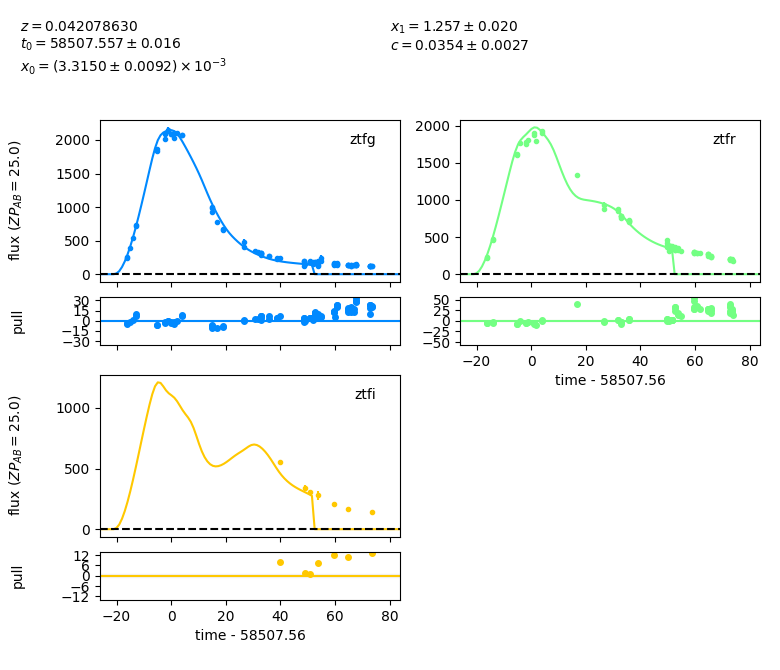 z = 0.042078630
t₀ = 58507.557 ± 0.016
x₀ = (3.3150 ± 0.0092) × 10⁻³
x₁ = 1.257 ± 0.020
c = 0.0354 ± 0.0027
flux (ZP_AB = 25.0)
2000
1500
1000
500
0
ztfg
2000
1500
1000
500
0
ztfr
pull
30
15
0
−15
−30
50
25
0
−25
−50
−20 0 20 40 60 80
time - 58507.56
flux (ZP_AB = 25.0)
1000
500
0
ztfi
pull
12
6
0
−6
−12
−20 0 20 40 60 80
time - 58507.56